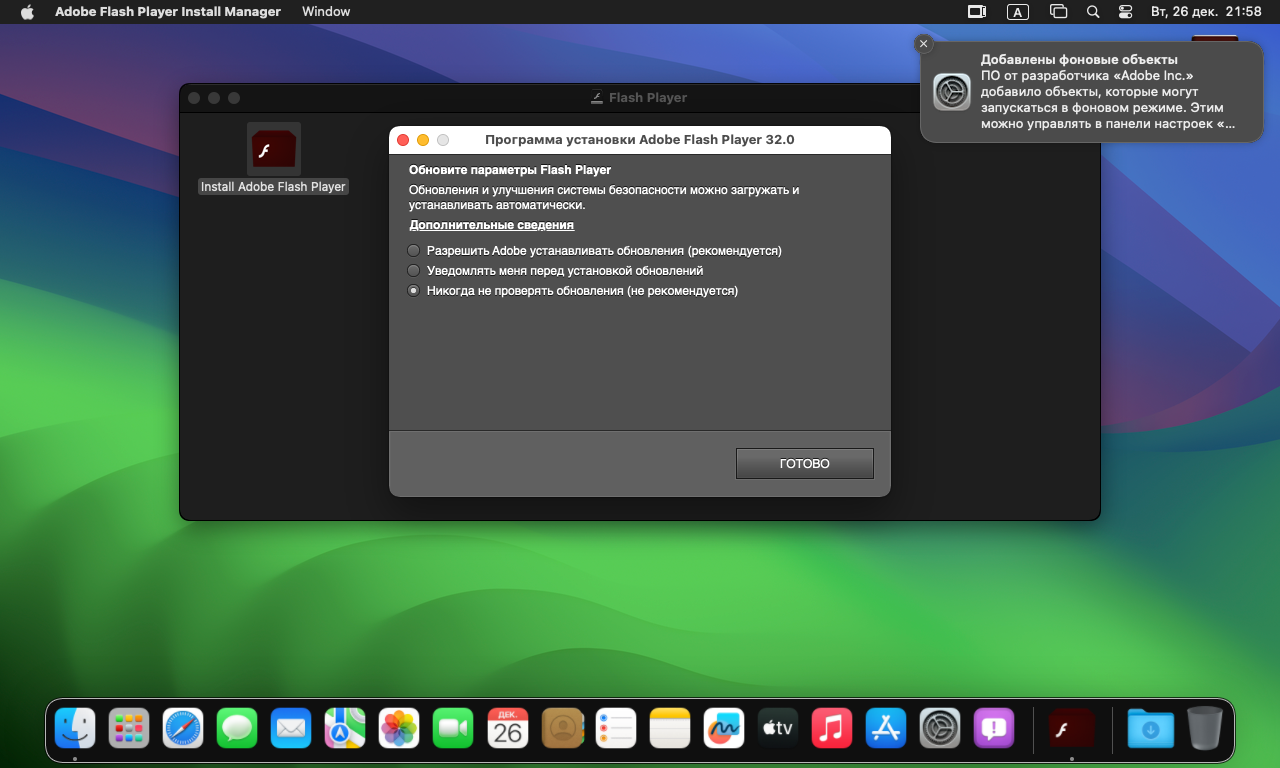 Adobe Flash Player Install Manager Window A Вт, 26 дек. 21:58
Добавлены фоновые объекты
ПО от разработчика «Adobe Inc.»
добавило объекты, которые могут
запускаться в фоновом режиме. Этим
можно управлять в панели настроек «...
Flash Player
Install Adobe Flash Player
Программа установки Adobe Flash Player 32.0
Обновите параметры Flash Player
Обновления и улучшения системы безопасности можно загружать и
устанавливать автоматически.
Дополнительные сведения
Разрешить Adobe устанавливать обновления (рекомендуется)
Уведомлять меня перед установкой обновлений
Никогда не проверять обновления (не рекомендуется)
ГОТОВО
ДЕК.
26
tv